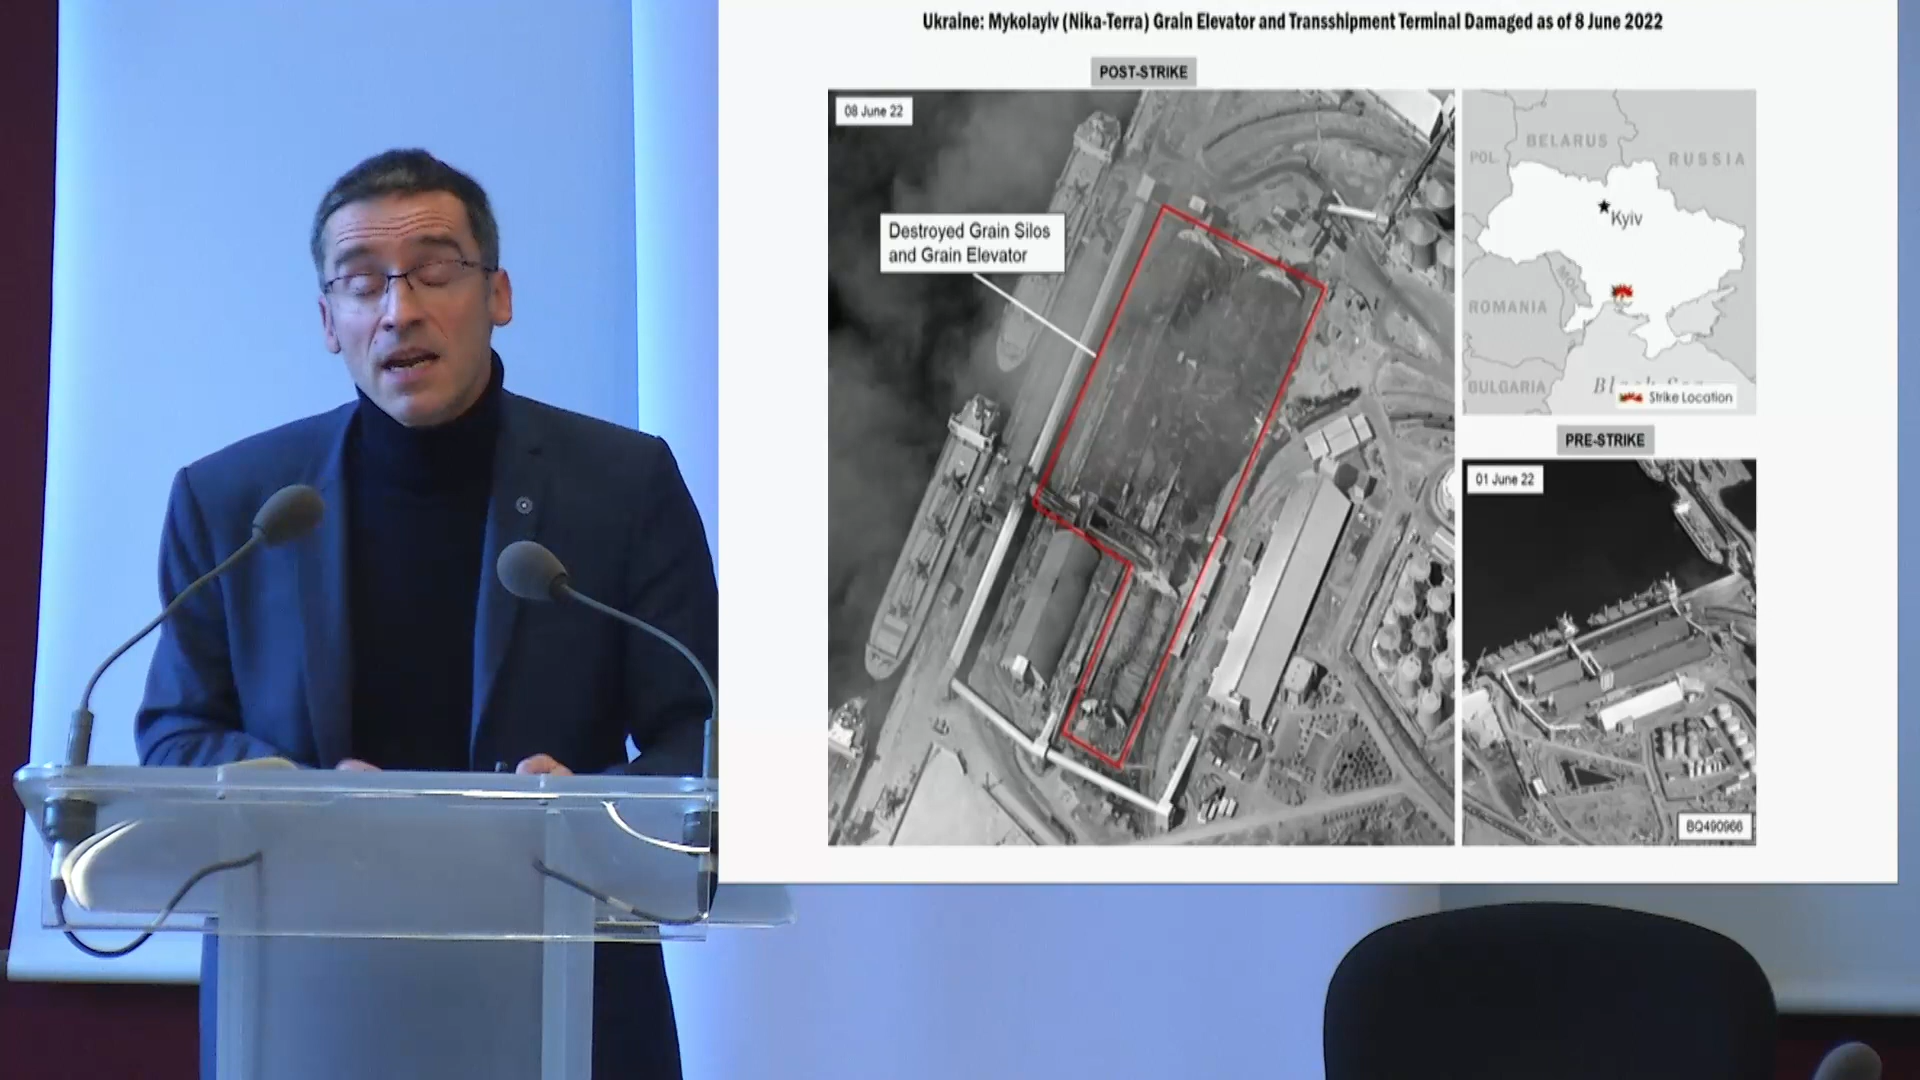 Ukraine: Mykolayiv (Nika-Terra) Grain Elevator and Transshipment Terminal Damaged as of 8 June 2022
POST-STRIKE
08 June 22
Destroyed Grain Silos
and Grain Elevator
BELARUS
POL.
RUSSIA
Kyiv
MOL.
ROMANIA
BULGARIA
Strike Location
PRE-STRIKE
01 June 22
BQ490966